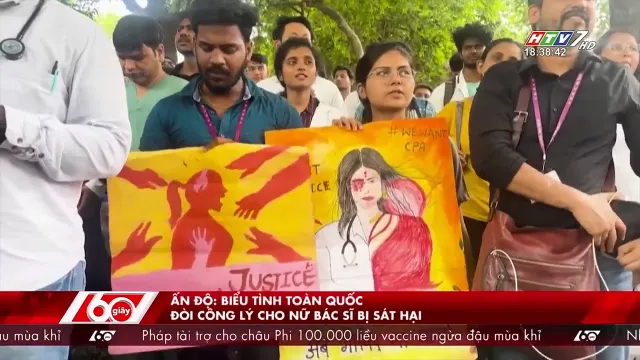 HTV7 HD
18:38:42
#WE WANT
CPA
JUSTICE
60 giây
ẤN ĐỘ: BIỂU TÌNH TOÀN QUỐC
ĐÒI CÔNG LÝ CHO NỮ BÁC SĨ BỊ SÁT HẠI
ậu mùa khỉ Pháp tài trợ cho châu Phi 100.000 liều vaccine ngừa đậu mùa khỉ